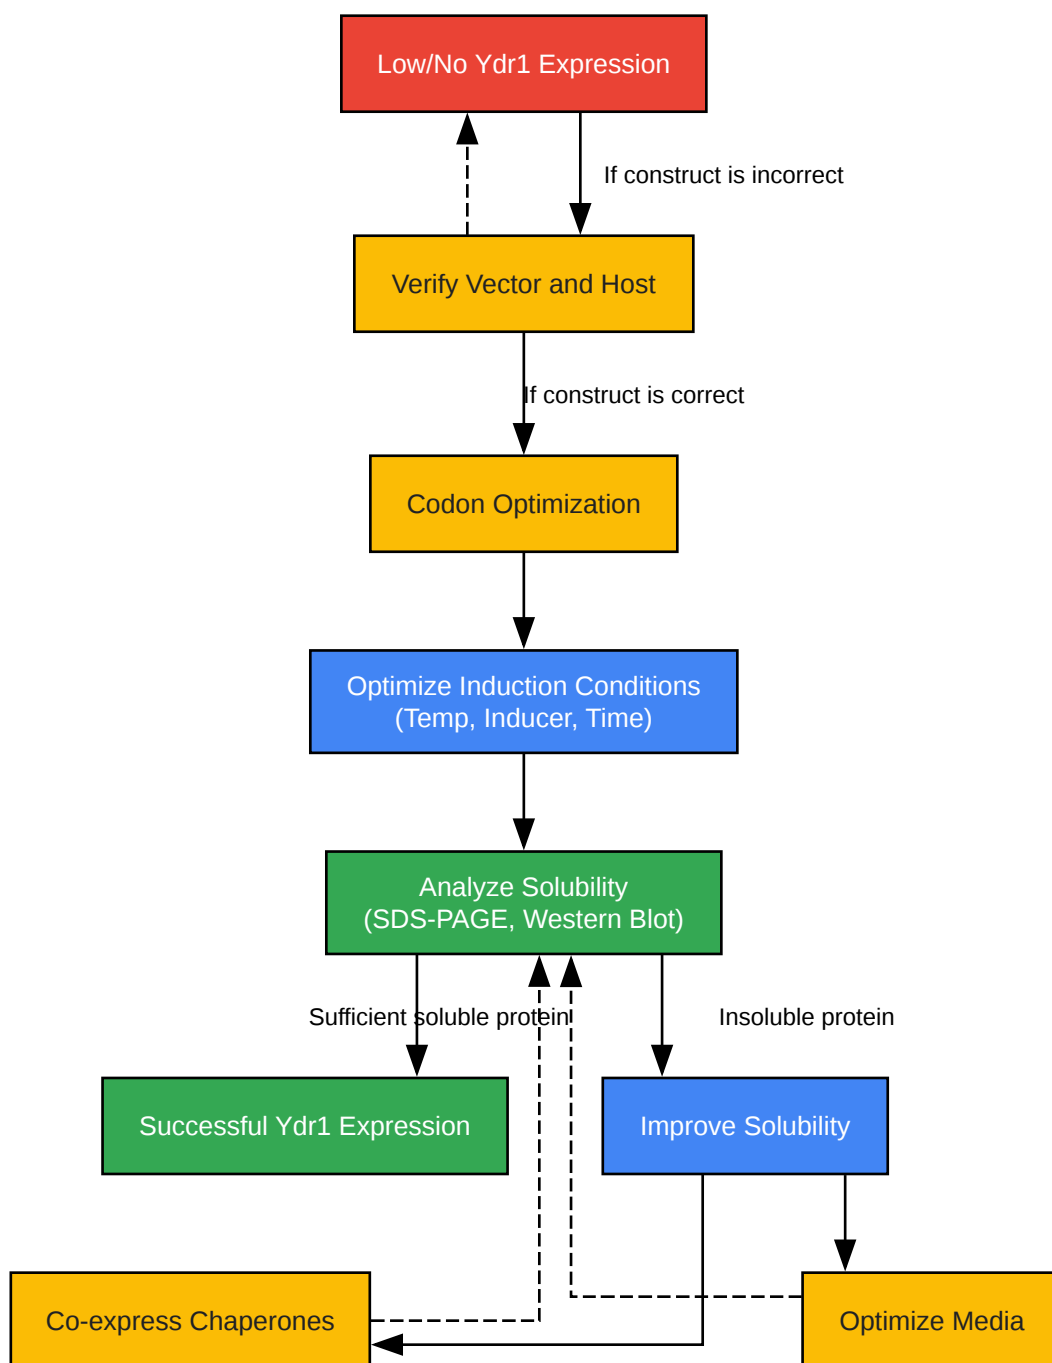 Low/No Ydr1 Expression
If construct is incorrect
Verify Vector and Host
If construct is correct
Codon Optimization
Optimize Induction Conditions
(Temp, Inducer, Time)
Analyze Solubility
(SDS-PAGE, Western Blot)
Sufficient soluble protein
Insoluble protein
Successful Ydr1 Expression
Improve Solubility
Co-express Chaperones
Optimize Media